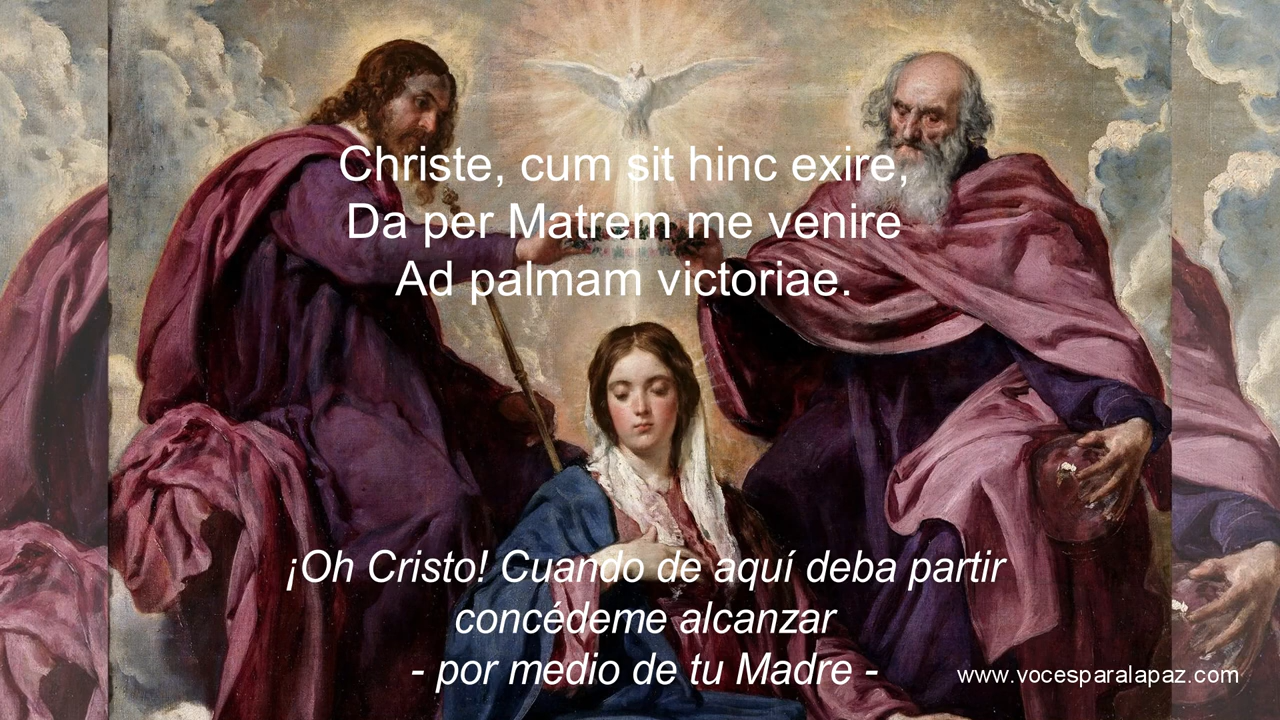 Christe, cum sit hinc exire,
Da per Matrem me venire
Ad palmam victoriae.
¡Oh Cristo! Cuando de aquí deba partir
concédeme alcanzar
- por medio de tu Madre -
www.vocesparalapaz.com